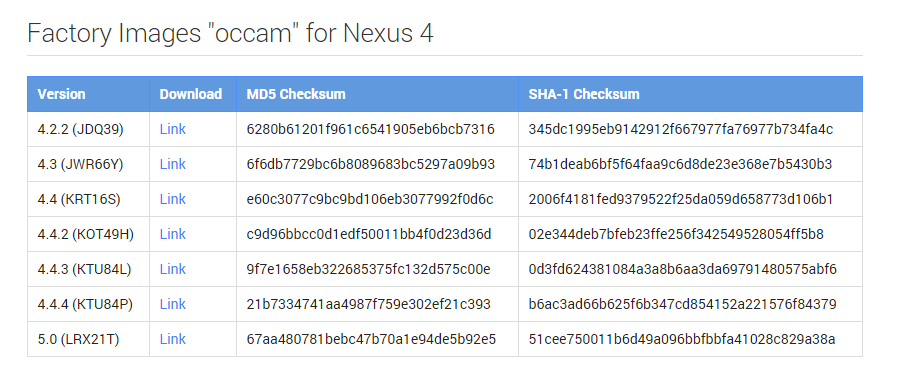 Factory Images "occam" for Nexus 4
Version Download MD5 Checksum SHA-1 Checksum
4.2.2 (JDQ39) Link 6280b61201f961c6541905eb6bcb7316 345dc1995eb9142912f667977fa76977b734fa4c
4.3 (JWR66Y) Link 6f6db7729bc6b8089683bc5297a09b93 74b1deab6bf5f64faa9c6d8de23e368e7b5430b3
4.4 (KRT16S) Link e60c3077c9bc9bd106eb3077992f0d6c 2006f4181fed9379522f25da059d658773d106b1
4.4.2 (KOT49H) Link c9d96bbcc0d1edf50011bb4f0d23d36d 02e344deb7bfeb23ffe256f342549528054ff5b8
4.4.3 (KTU84L) Link 9f7e1658eb322685375fc132d575c00e 0d3fd624381084a3a8b6aa3da69791480575abf6
4.4.4 (KTU84P) Link 21b7334741aa4987f759e302ef21c393 b6ac3ad66b625f6b347cd854152a221576f84379
5.0 (LRX21T) Link 67aa480781bebc47b70a1e94de5b92e5 51cee750011b6d49a096bbfbbfa41028c829a38a